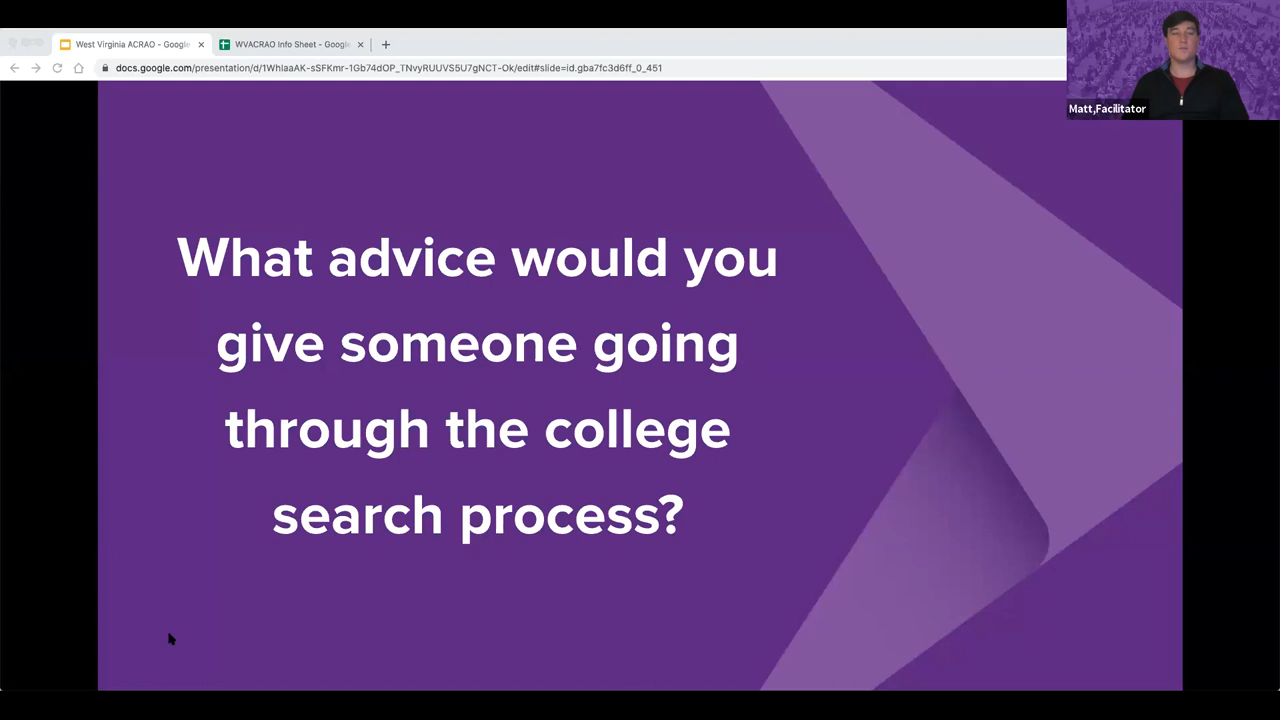 West Virginia ACRAO - Google
WVACRAO Info Sheet - Google
docs.google.com/presentation/d/1WhlaaAK-sSFKmr-1Gb74dOP_TNvyRUUVS5U7gNCT-Ok/edit#slide=id.gba7fc3d6ff_0_451
Matt,Facilitator
What advice would you
give someone going
through the college
search process?